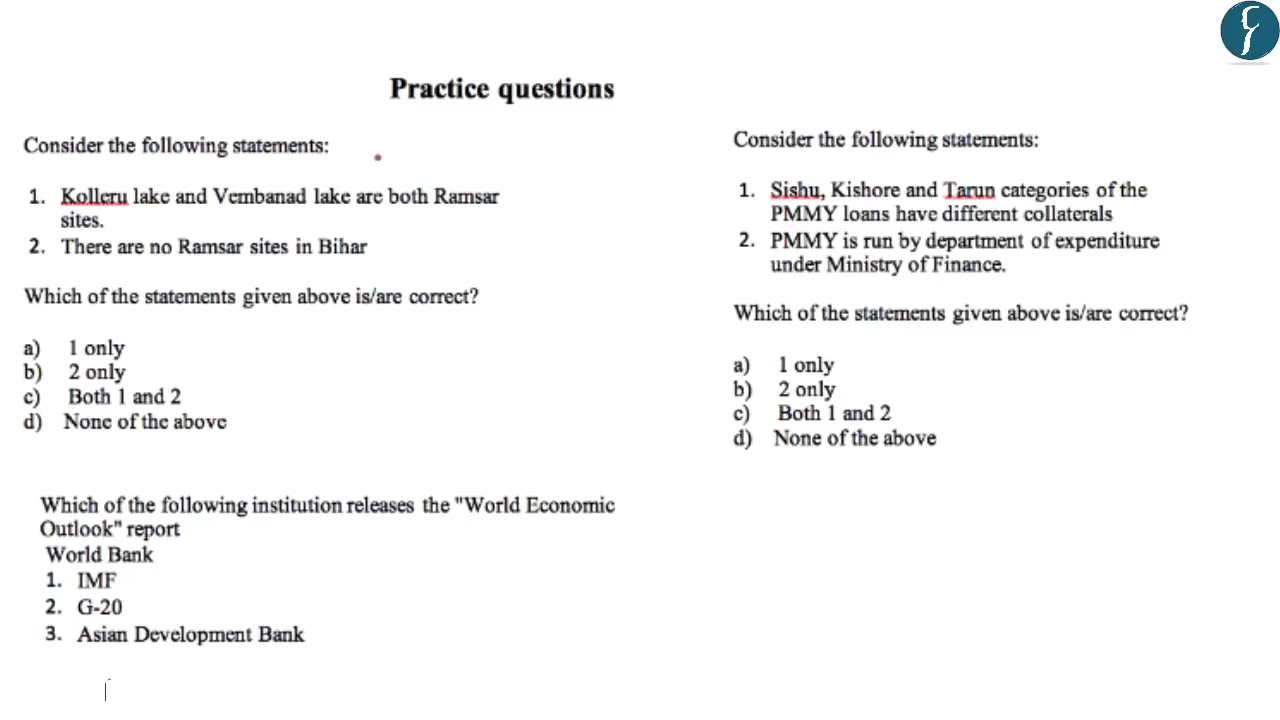 Practice questions
Consider the following statements:
1. Kolleru lake and Vembanad lake are both Ramsar
sites.
2. There are no Ramsar sites in Bihar
Which of the statements given above is/are correct?
a) 1 only
b) 2 only
c) Both 1 and 2
d) None of the above
Which of the following institution releases the "World Economic
Outlook" report
World Bank
1. IMF
2. G-20
3. Asian Development Bank
Consider the following statements:
1. Sishu, Kishore and Tarun categories of the
PMMY loans have different collaterals
2. PMMY is run by department of expenditure
under Ministry of Finance.
Which of the statements given above is/are correct?
a) 1 only
b) 2 only
c) Both 1 and 2
d) None of the above